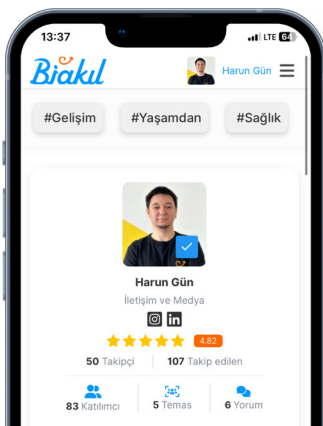 13:37
LTE 64
Biakıl
Harun Gün
#Gelişim #Yaşamdan #Sağlık
Harun Gün
İletişim ve Medya
4.82
50 Takipçi 107 Takip edilen
83 Katılımcı 5 Temas 6 Yorum